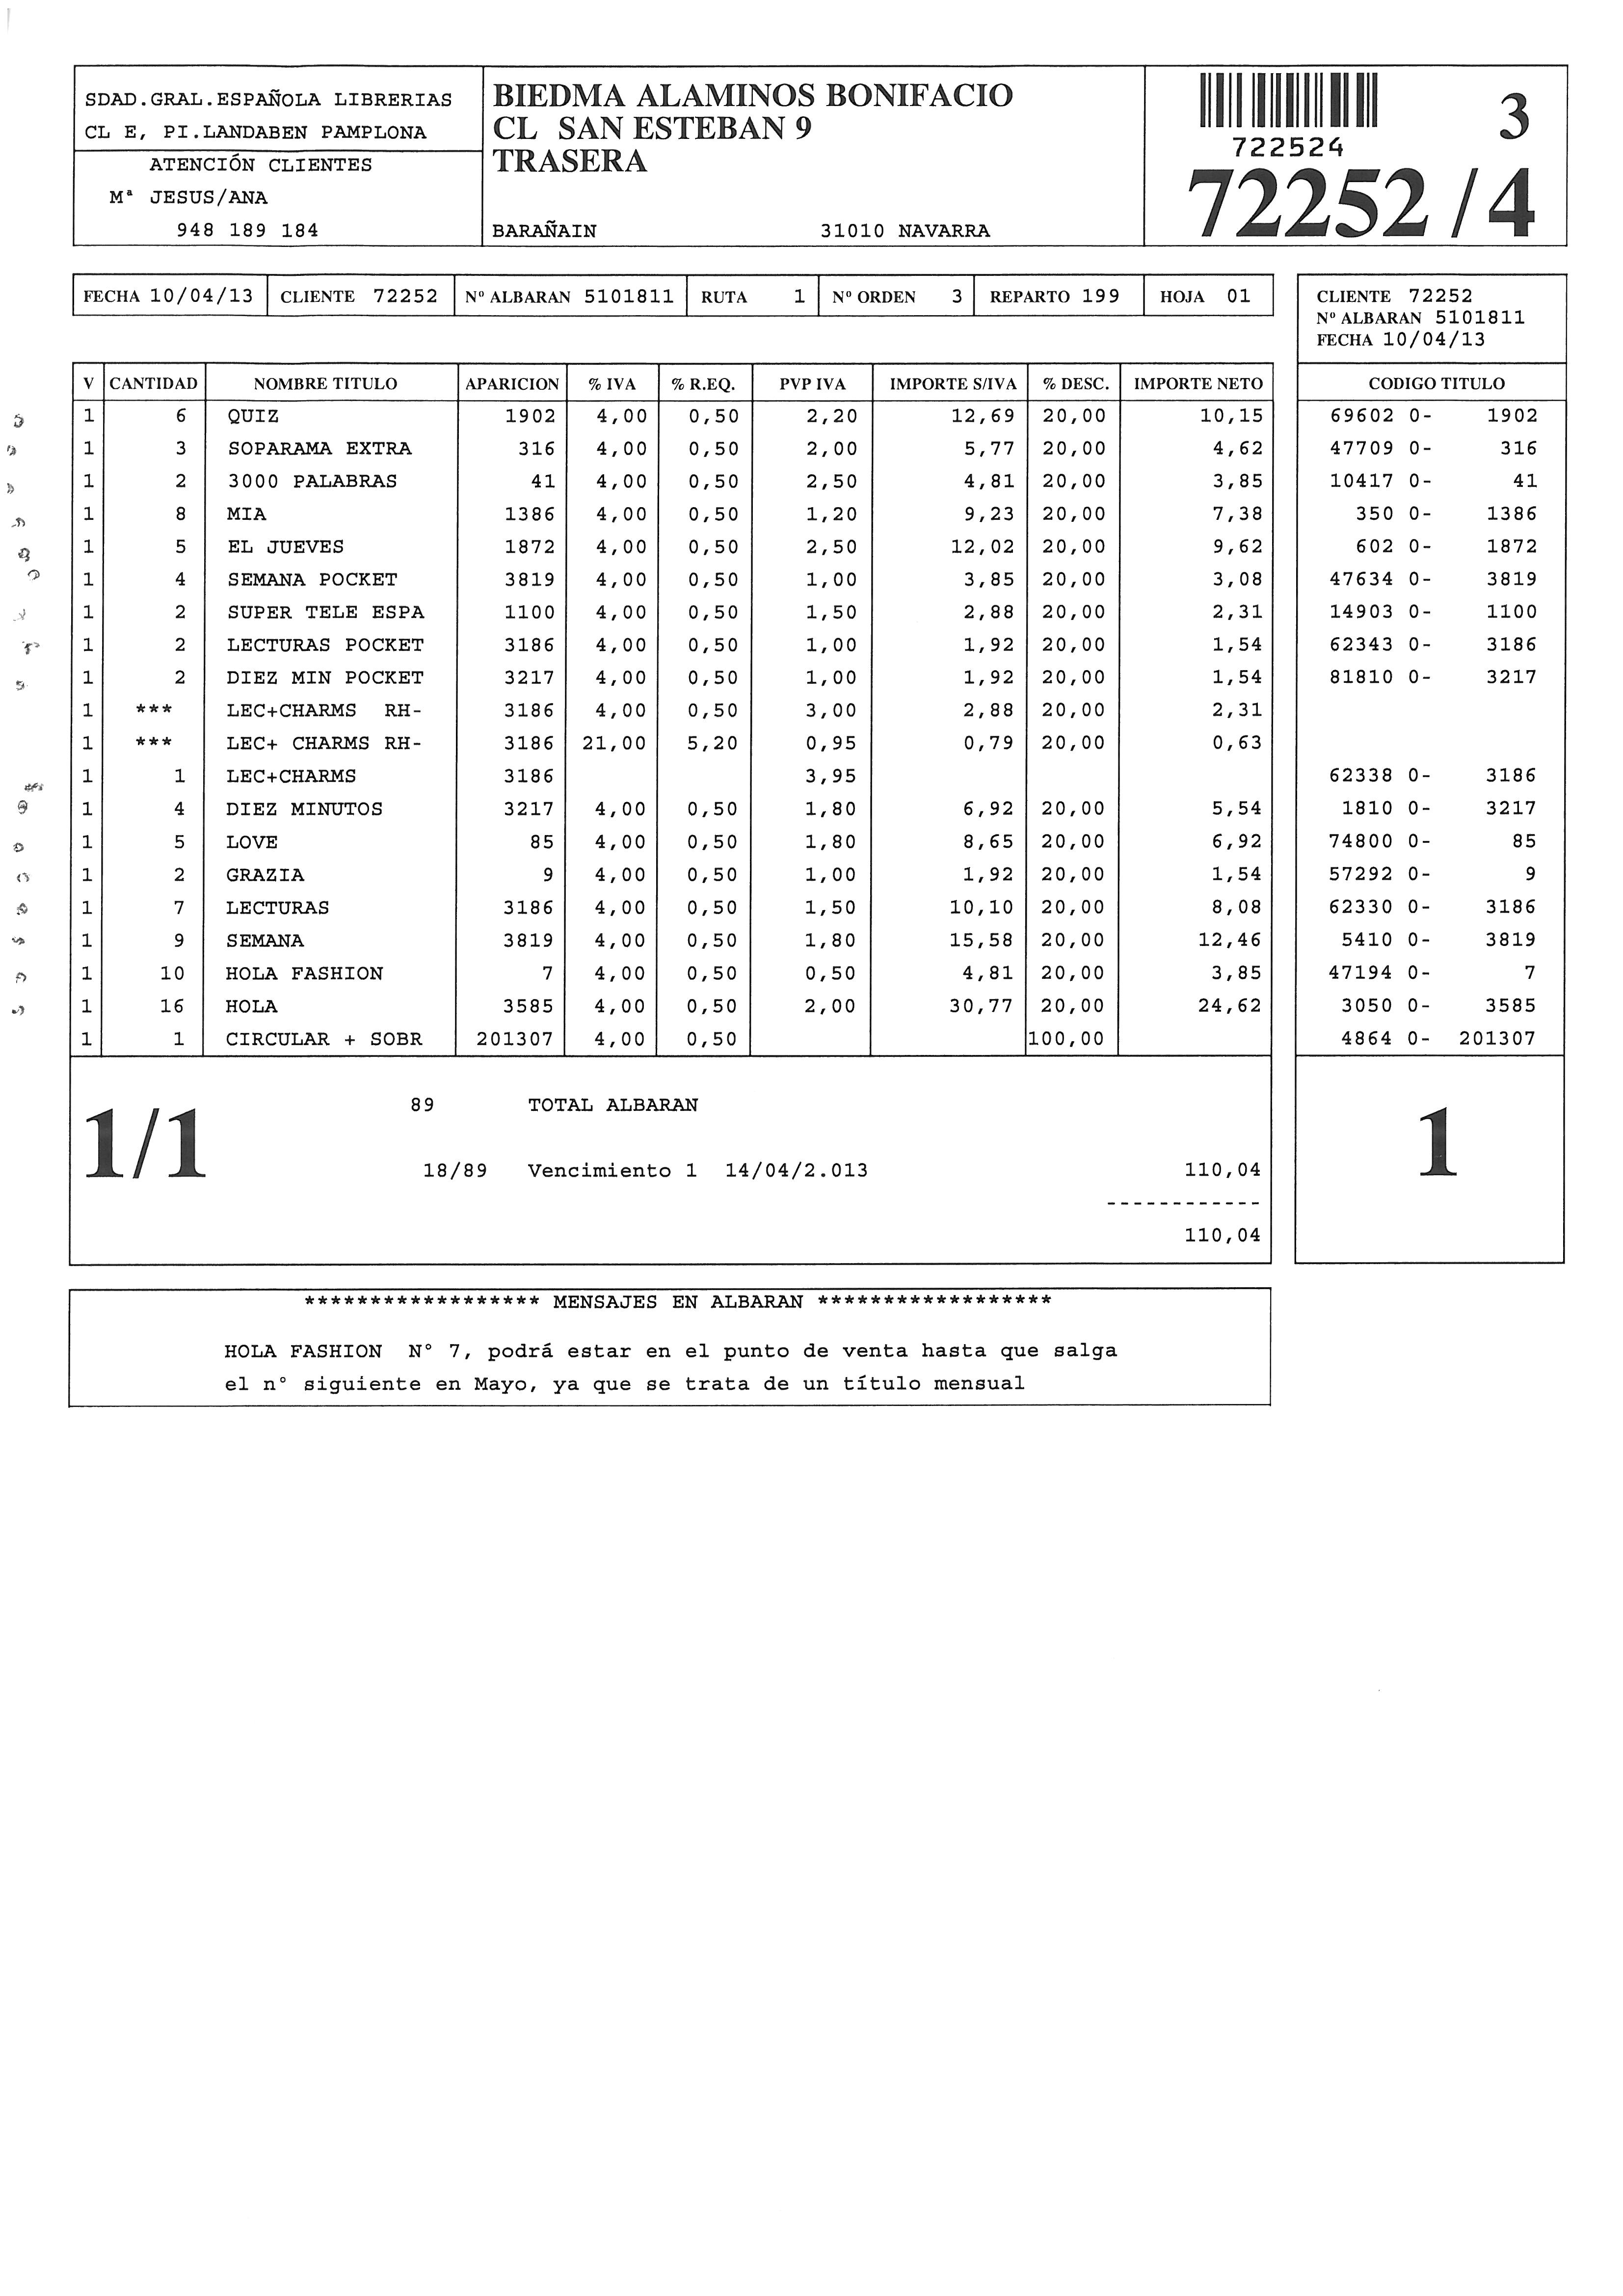 SDAD.GRAL.ESPAÑOLA LIBRERIAS
CL E, PI.LANDABEN PAMPLONA
ATENCIÓN CLIENTES
Mª JESUS/ANA
948 189 184
BIEDMA ALAMINOS BONIFACIO
CL SAN ESTEBAN 9
TRASERA
BARAÑAIN 31010 NAVARRA
722524
3
72252/4
FECHA 10/04/13 CLIENTE 72252 Nº ALBARAN 5101811 RUTA 1 Nº ORDEN 3 REPARTO 199 HOJA 01
CLIENTE 72252
Nº ALBARAN 5101811
FECHA 10/04/13
V CANTIDAD NOMBRE TITULO APARICION % IVA % R.EQ. PVP IVA IMPORTE S/IVA % DESC. IMPORTE NETO CODIGO TITULO
1 6 QUIZ 1902 4,00 0,50 2,20 12,69 20,00 10,15 69602 0- 1902
1 3 SOPARAMA EXTRA 316 4,00 0,50 2,00 5,77 20,00 4,62 47709 0- 316
1 2 3000 PALABRAS 41 4,00 0,50 2,50 4,81 20,00 3,85 10417 0- 41
1 8 MIA 1386 4,00 0,50 1,20 9,23 20,00 7,38 350 0- 1386
1 5 EL JUEVES 1872 4,00 0,50 2,50 12,02 20,00 9,62 602 0- 1872
1 4 SEMANA POCKET 3819 4,00 0,50 1,00 3,85 20,00 3,08 47634 0- 3819
1 2 SUPER TELE ESPA 1100 4,00 0,50 1,50 2,88 20,00 2,31 14903 0- 1100
1 2 LECTURAS POCKET 3186 4,00 0,50 1,00 1,92 20,00 1,54 62343 0- 3186
1 2 DIEZ MIN POCKET 3217 4,00 0,50 1,00 1,92 20,00 1,54 81810 0- 3217
1 *** LEC+CHARMS RH- 3186 4,00 0,50 3,00 2,88 20,00 2,31
1 *** LEC+ CHARMS RH- 3186 21,00 5,20 0,95 0,79 20,00 0,63
1 1 LEC+CHARMS 3186 3,95 62338 0- 3186
1 4 DIEZ MINUTOS 3217 4,00 0,50 1,80 6,92 20,00 5,54 1810 0- 3217
1 5 LOVE 85 4,00 0,50 1,80 8,65 20,00 6,92 74800 0- 85
1 2 GRAZIA 9 4,00 0,50 1,00 1,92 20,00 1,54 57292 0- 9
1 7 LECTURAS 3186 4,00 0,50 1,50 10,10 20,00 8,08 62330 0- 3186
1 9 SEMANA 3819 4,00 0,50 1,80 15,58 20,00 12,46 5410 0- 3819
1 10 HOLA FASHION 7 4,00 0,50 0,50 4,81 20,00 3,85 47194 0- 7
1 16 HOLA 3585 4,00 0,50 2,00 30,77 20,00 24,62 3050 0- 3585
1 1 CIRCULAR + SOBR 201307 4,00 0,50 100,00 4864 0- 201307
89 TOTAL ALBARAN
1/1
18/89 Vencimiento 1 14/04/2.013 110,04
------------
110,04
1
****************** MENSAJES EN ALBARAN ******************
HOLA FASHION N° 7, podrá estar en el punto de venta hasta que salga
el n° siguiente en Mayo, ya que se trata de un título mensual